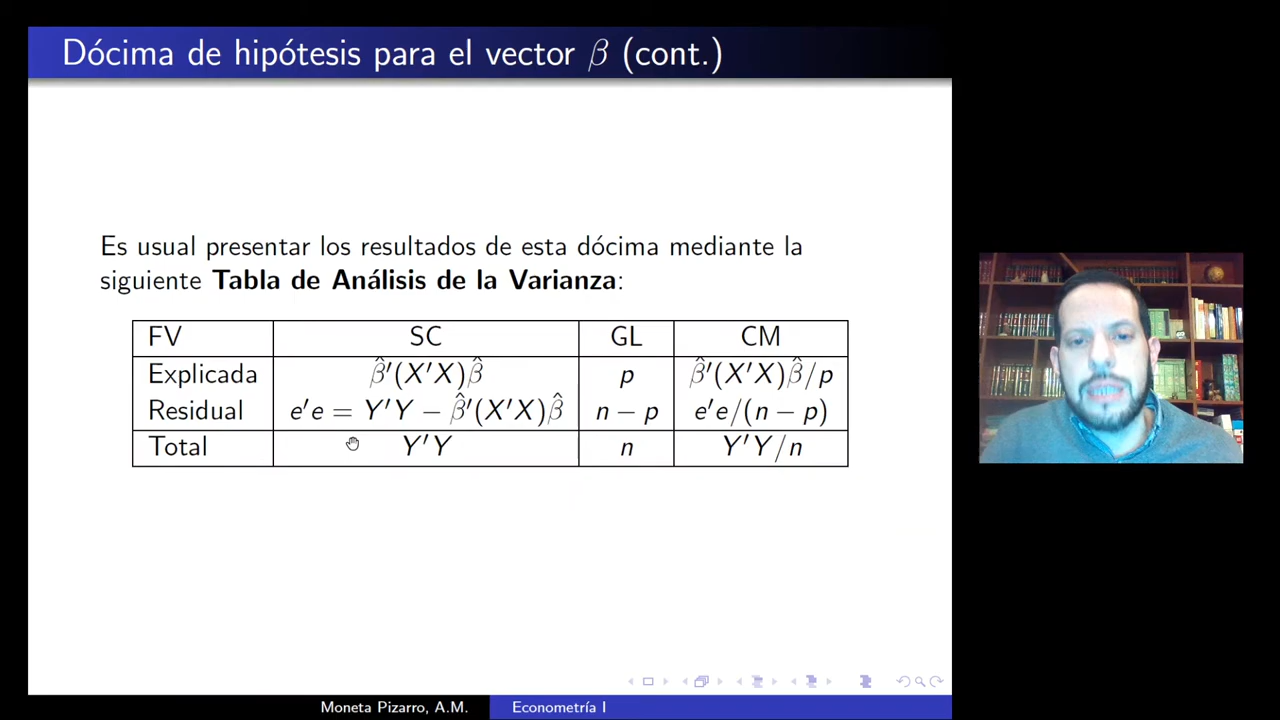 Dócima de hipótesis para el vector β (cont.)
Es usual presentar los resultados de esta dócima mediante la
siguiente Tabla de Análisis de la Varianza:
FV SC GL CM
Explicada β̂′(X′X)β̂ p β̂′(X′X)β̂/p
Residual e′e = Y′Y − β̂′(X′X)β̂ n − p e′e/(n − p)
Total Y′Y n Y′Y/n
Moneta Pizarro, A.M. Econometría I